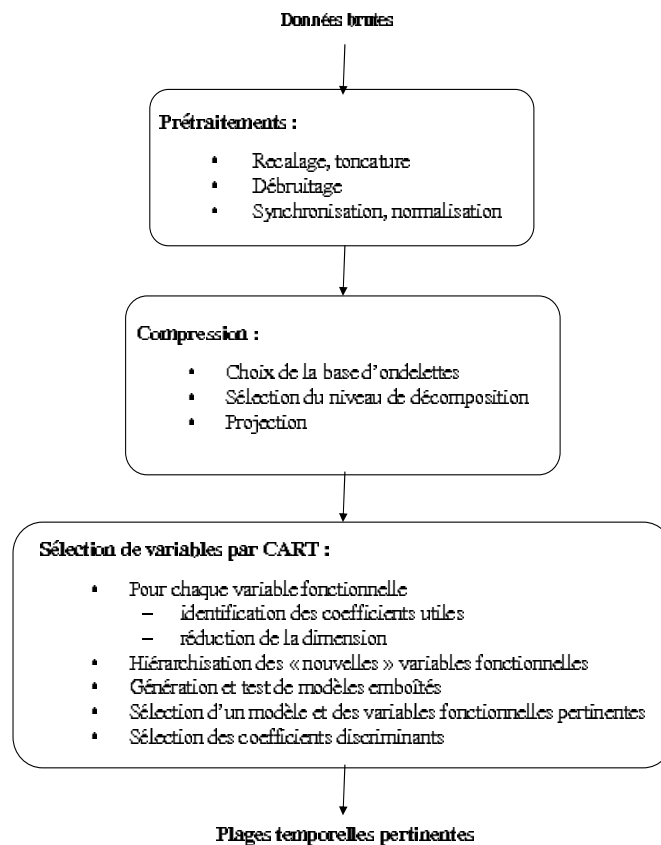 Données brutes
Prétraitements :
▪ Recalage, toncature
▪ Débruitage
▪ Synchronisation, normalisation
Compression :
▪ Choix de la base d'ondelettes
▪ Sélection du niveau de décomposition
▪ Projection
Sélection de variables par CART :
▪ Pour chaque variable fonctionnelle
– identification des coefficients utiles
– réduction de la dimension
▪ Hiérarchisation des « nouvelles » variables fonctionnelles
▪ Génération et test de modèles emboîtés
▪ Sélection d'un modèle et des variables fonctionnelles pertinentes
▪ Sélection des coefficients discriminants
Plages temporelles pertinentes